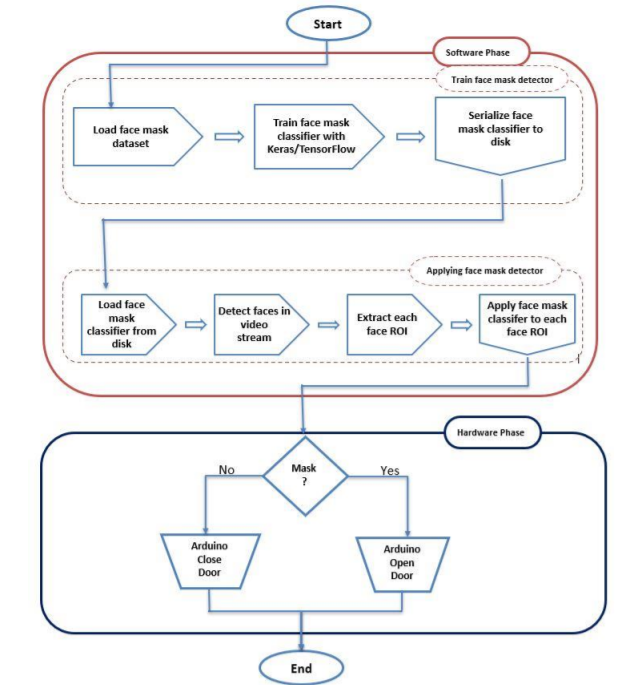 Start
Software Phase
Train face mask detector
Load face mask
dataset
Train face mask
classifier with
Keras/TensorFlow
Serialize face
mask classifier to
disk
Applying face mask detector
Load face
mask
classifier from
disk
Detect faces in
video
stream
Extract each
face ROI
Apply face mask
classifer to each
face ROI
Hardware Phase
Mask
?
No
Yes
Arduino
Close
Door
Arduino
Open
Door
End